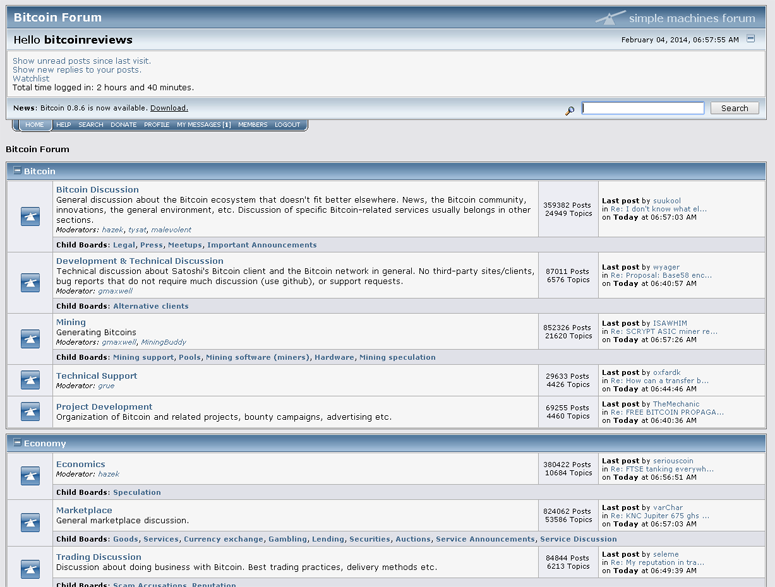 Bitcoin Forum
simple machines forum
Hello bitcoinreviews
February 04, 2014, 06:57:55 AM
Show unread posts since last visit.
Show new replies to your posts.
Watchlist
Total time logged in: 2 hours and 40 minutes.
News: Bitcoin 0.8.6 is now available. Download.
Search
HOME HELP SEARCH DONATE PROFILE MY MESSAGES [1] MEMBERS LOGOUT
Bitcoin Forum
Bitcoin
Bitcoin Discussion
General discussion about the Bitcoin ecosystem that doesn't fit better elsewhere. News, the Bitcoin community,
innovations, the general environment, etc. Discussion of specific Bitcoin-related services usually belongs in other
sections.
Moderators: hazek, tysat, malevolent
359382 Posts
24949 Topics
Last post by suukool
in Re: I don't know what el...
on Today at 06:57:03 AM
Child Boards: Legal, Press, Meetups, Important Announcements
Development & Technical Discussion
Technical discussion about Satoshi's Bitcoin client and the Bitcoin network in general. No third-party sites/clients,
bug reports that do not require much discussion (use github), or support requests.
Moderator: gmaxwell
87011 Posts
6576 Topics
Last post by wyager
in Re: Proposal: Base58 enc...
on Today at 06:40:57 AM
Child Boards: Alternative clients
Mining
Generating Bitcoins
Moderators: gmaxwell, MiningBuddy
852326 Posts
21620 Topics
Last post by ISAWHIM
in Re: SCRYPT ASIC miner re...
on Today at 06:57:26 AM
Child Boards: Mining support, Pools, Mining software (miners), Hardware, Mining speculation
Technical Support
Moderator: grue
29633 Posts
4426 Topics
Last post by oxfardk
in Re: How can a transfer b...
on Today at 06:44:46 AM
Project Development
Organization of Bitcoin and related projects, bounty campaigns, advertising etc.
69255 Posts
4460 Topics
Last post by TheMechanic
in Re: FREE BITCOIN PROPAGA...
on Today at 06:40:36 AM
Economy
Economics
Moderator: hazek
380422 Posts
10684 Topics
Last post by seriouscoin
in Re: FTSE tanking everywh...
on Today at 06:56:51 AM
Child Boards: Speculation
Marketplace
General marketplace discussion.
824062 Posts
53586 Topics
Last post by varChar
in Re: KNC Jupiter 675 ghs ...
on Today at 06:57:03 AM
Child Boards: Goods, Services, Currency exchange, Gambling, Lending, Securities, Auctions, Service Announcements, Service Discussion
Trading Discussion
Discussion about doing business with Bitcoin. Best trading practices, delivery methods etc.
84844 Posts
6213 Topics
Last post by seleme
in Re: My reputation in tra...
on Today at 06:49:39 AM
Child Boards: Scam Accusations, Reputation